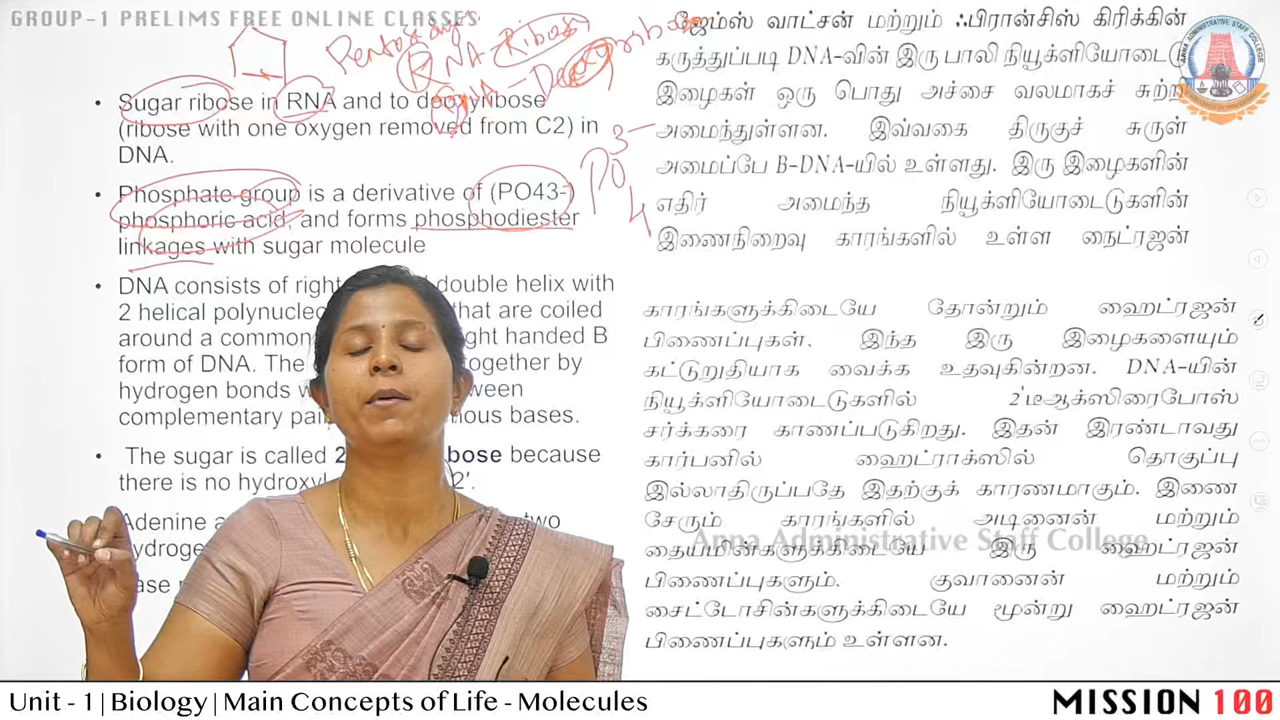 GROUP-1 PRELIMS FREE ONLINE CLASSES
Pentose
RNA - Ribose
PO4 3-
Sugar ribose in RNA and to deoxyribose
(ribose with one oxygen removed from C2) in
DNA.
Phosphate group is a derivative of (PO43-)
phosphoric acid, and forms phosphodiester
linkages with sugar molecule
DNA consists of right double helix with
2 helical that are coiled
around a common ght handed B
form of DNA. The together by
hydrogen bonds ween
complementary bases.
The sugar is called 2 bose because
there is no 2'.
Adenine two
ase
ஜேம்ஸ் வாட்சன் மற்றும் ஃபிரான்சிஸ் கிரிக்கின்
கருத்துப்படி DNA-வின் இரு பாலி
இழைகள் ஒரு பொது அச்சை வலமாகச் சுற்றி
அமைந்துள்ளன. இவ்வகை திருகுச் சுருள்
அமைப்பே B-DNA-யில் உள்ளது. இரு இழைகளின்
எதிர் அமைந்த நியூக்ளியோடைடுகளின்
இணைநிறைவு காரங்களில் உள்ள நைட்ரஜன்
காரங்களுக்கிடையே தோன்றும் ஹைட்ரஜன்
பிணைப்புகள். இந்த இரு இழைகளையும்
கட்டுறுதியாக வைக்க உதவுகின்றன. DNA-யின்
நியூக்ளியோடைடுகளில் 2'டீஆக்ஸிரைபோஸ்
சர்க்கரை காணப்படுகிறது. இதன் இரண்டாவது
கார்பனில் ஹைட்ராக்ஸில் தொகுப்பு
இல்லாதிருப்பதே இதற்குக் காரணமாகும். இணை
சேரும் காரங்களில் அடினைன் மற்றும்
தைய்மின்களுக்கிடையே இரு ஹைட்ரஜன்
பிணைப்புகளும். குவானைன் மற்றும்
சைட்டோசின்களுக்கிடையே மூன்று ஹைட்ரஜன்
பிணைப்புகளும் உள்ளன.
Anna Administrative Staff College
Unit - 1 | Biology | Main Concepts of Life - Molecules
MISSION 100